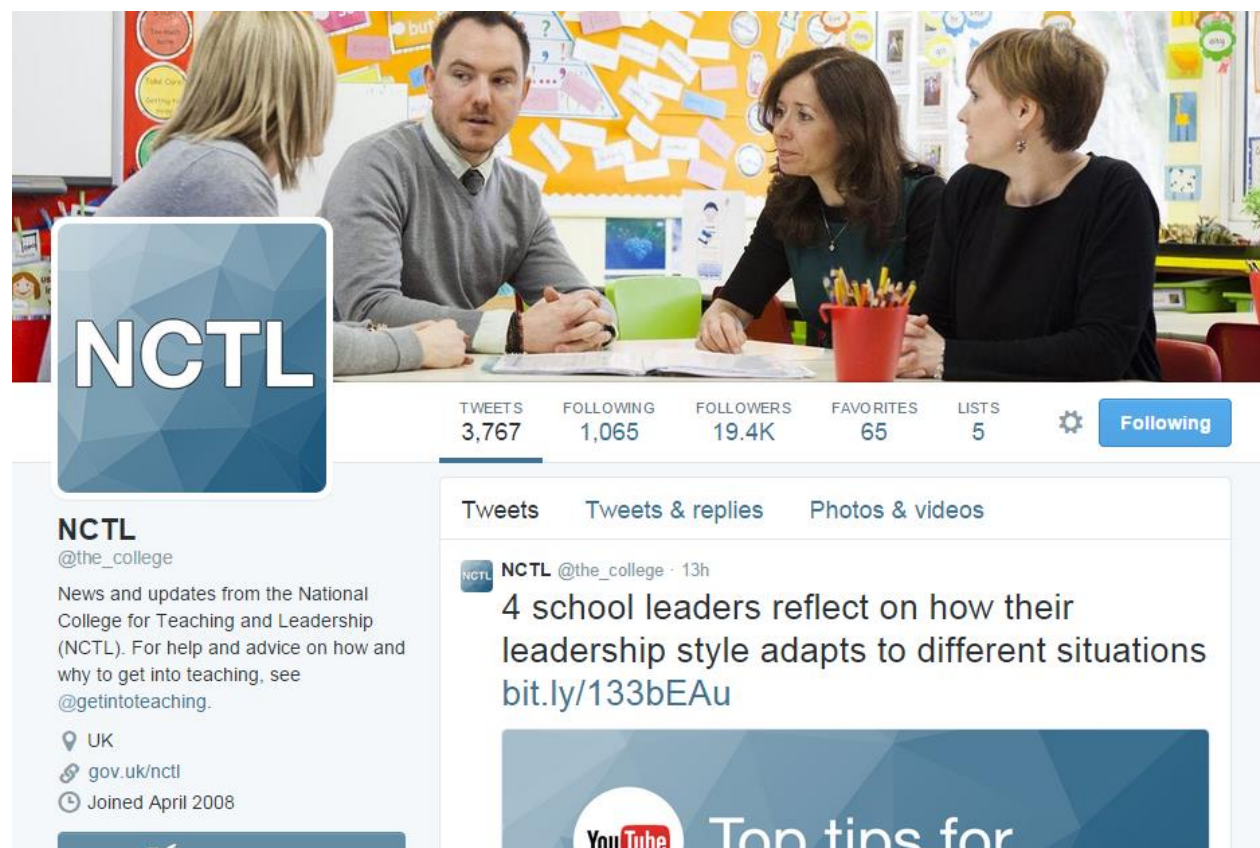 but
?
easy
NCTL
TWEETS FOLLOWING FOLLOWERS FAVORITES LISTS
3,767 1,065 19.4K 65 5
Following
Tweets Tweets & replies Photos & videos
NCTL
@the_college
News and updates from the National
College for Teaching and Leadership
(NCTL). For help and advice on how and
why to get into teaching, see
@getintoteaching.
UK
gov.uk/nctl
Joined April 2008
NCTL
NCTL @the_college · 13h
4 school leaders reflect on how their
leadership style adapts to different situations
bit.ly/133bEAu
YouTube
Top tips for